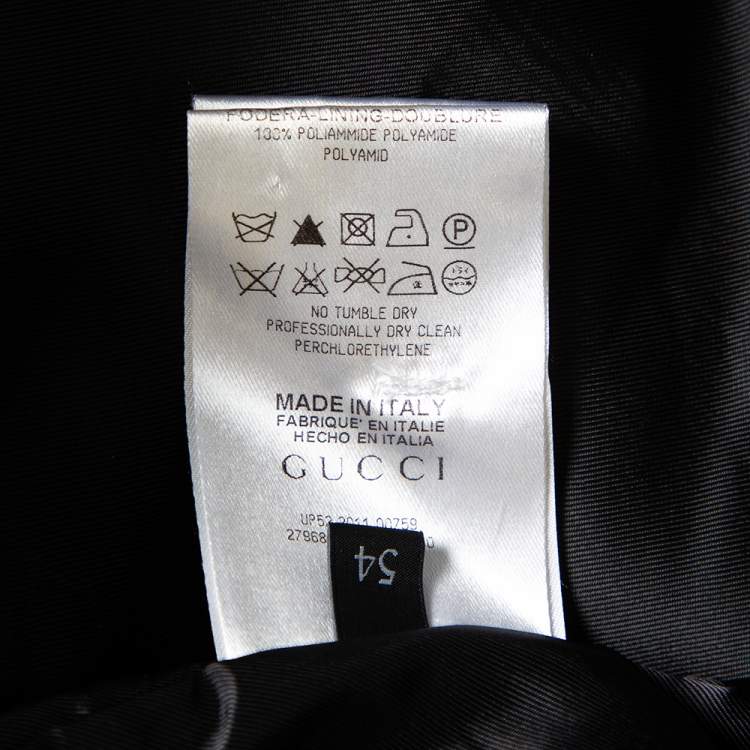 FODERA-LINING-DOUBLURE
100% POLIAMMIDE POLYAMIDE
POLYAMID
P
NO TUMBLE DRY
PROFESSIONALLY DRY CLEAN
PERCHLORETHYLENE
MADE IN ITALY
FABRIQUE' EN ITALIE
HECHO EN ITALIA
GUCCI
54